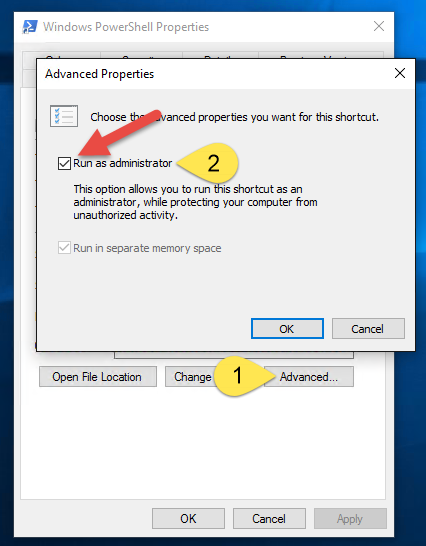 Windows PowerShell Properties
Advanced Properties
Choose the advanced properties you want for this shortcut.
Run as administrator
2
This option allows you to run this shortcut as an
administrator, while protecting your computer from
unauthorized activity.
Run in separate memory space
OK Cancel
Open File Location Change 1 Advanced...
OK Cancel Apply